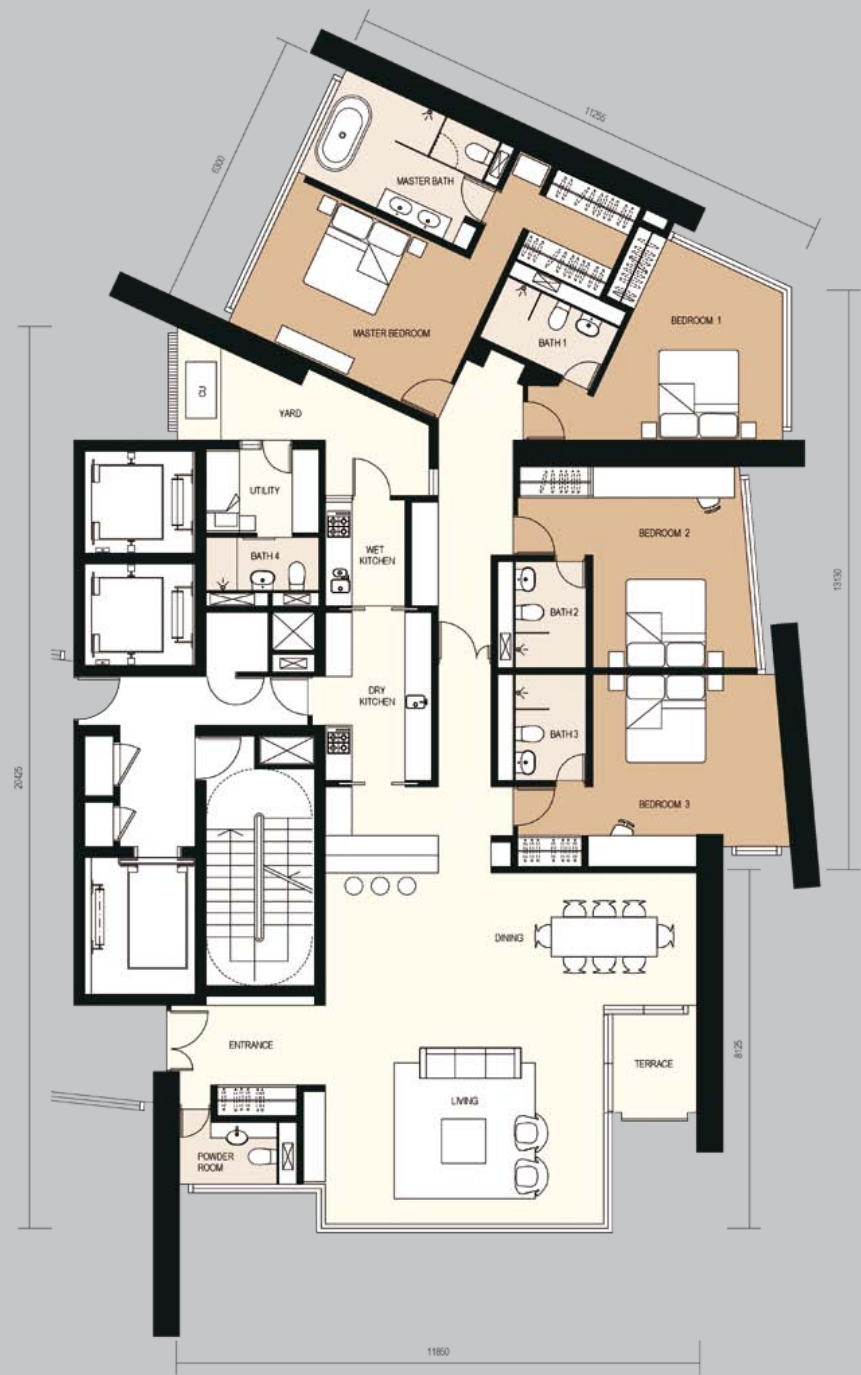 11255
6300
MASTER BATH
BEDROOM 1
MASTER BEDROOM
BATH 1
CU
YARD
UTILITY
BEDROOM 2
WET
KITCHEN
BATH 4
13130
BATH 2
DRY
KITCHEN
BATH 3
20425
BEDROOM 3
DINING
ENTRANCE
TERRACE
8125
LIVING
POWDER
ROOM
11850